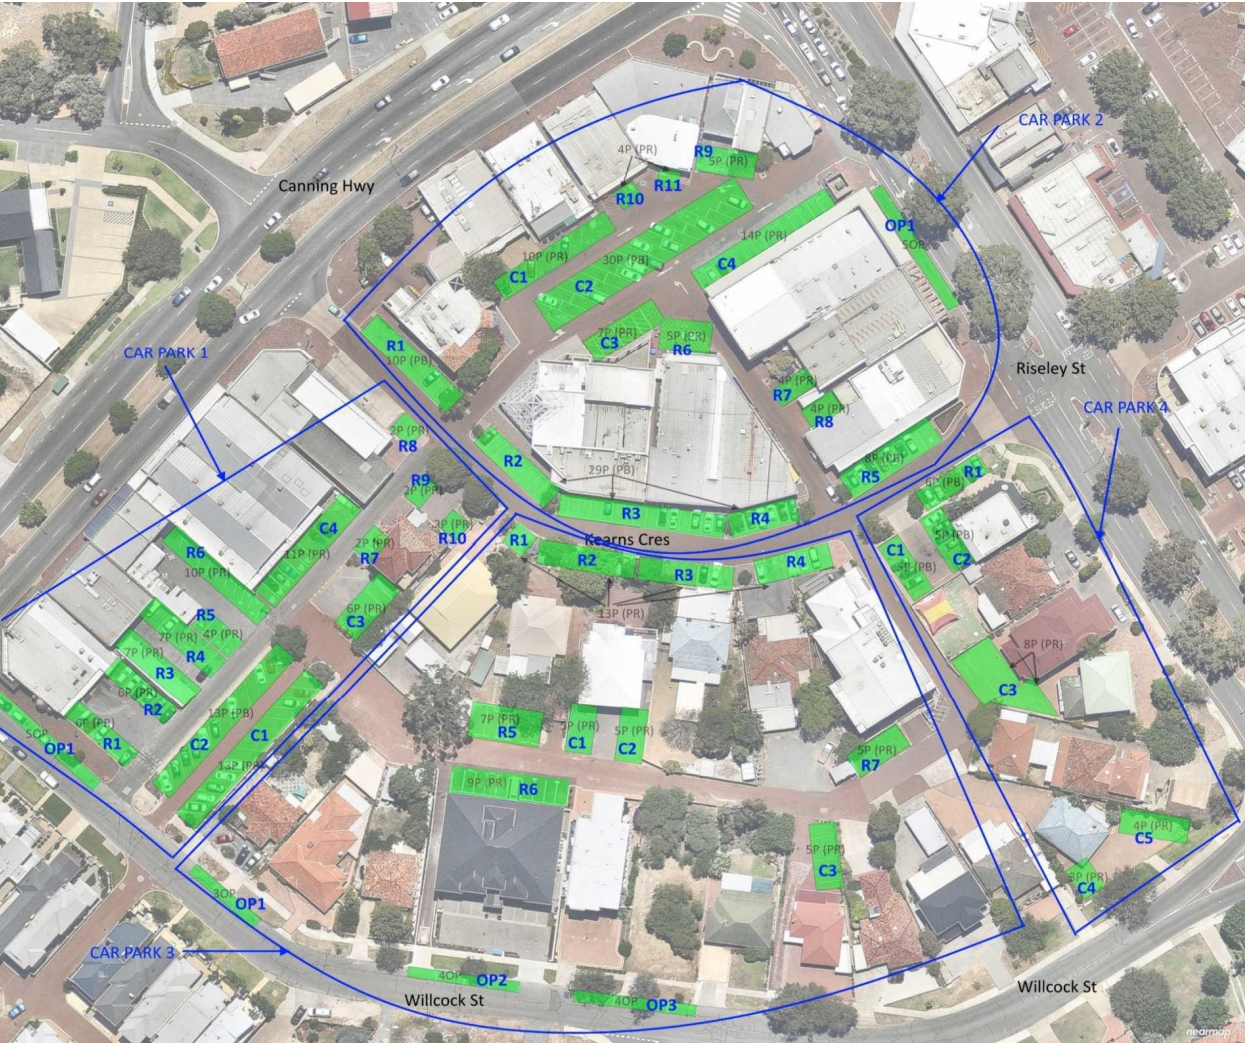 CAR PARK 2
Canning Hwy
4P (PR)
R9
5P (PR)
R11
R10
OP1
5OP
14P (PR)
C4
10P (PR)
C1
30P (PB)
C2
7P (PR)
C3
5P (PR)
R6
CAR PARK 1
R1
10P (PB)
Riseley St
4P (PR)
R7
4P (PR)
R8
CAR PARK 4
2P (PR)
R8
R2
29P (PB)
8P (PB)
R5
R1
6P (PB)
R9
2P (PR)
R3
R4
C4
11P (PR)
R10
R1
Kearns Cres
5P (PB)
C2
C1
5P (PB)
R6
10P (PR)
2P (PR)
R7
R2
R3
R4
13P (PR)
6P (PR)
C3
R5
7P (PR)
4P (PR)
7P (PR)
R4
R3
8P (PR)
C3
6P (PR)
R2
13P (PB)
C2
C1
6P (PR)
R1
5OP
OP1
7P (PR)
R5
5P (PR)
C1
5P (PR)
C2
5P (PR)
R7
9P (PR)
R6
4P (PR)
C5
5P (PR)
C3
3P (PR)
C4
3OP
OP1
CAR PARK 3
4OP
OP2
4OP
OP3
Willcock St
Willcock St
nearmap